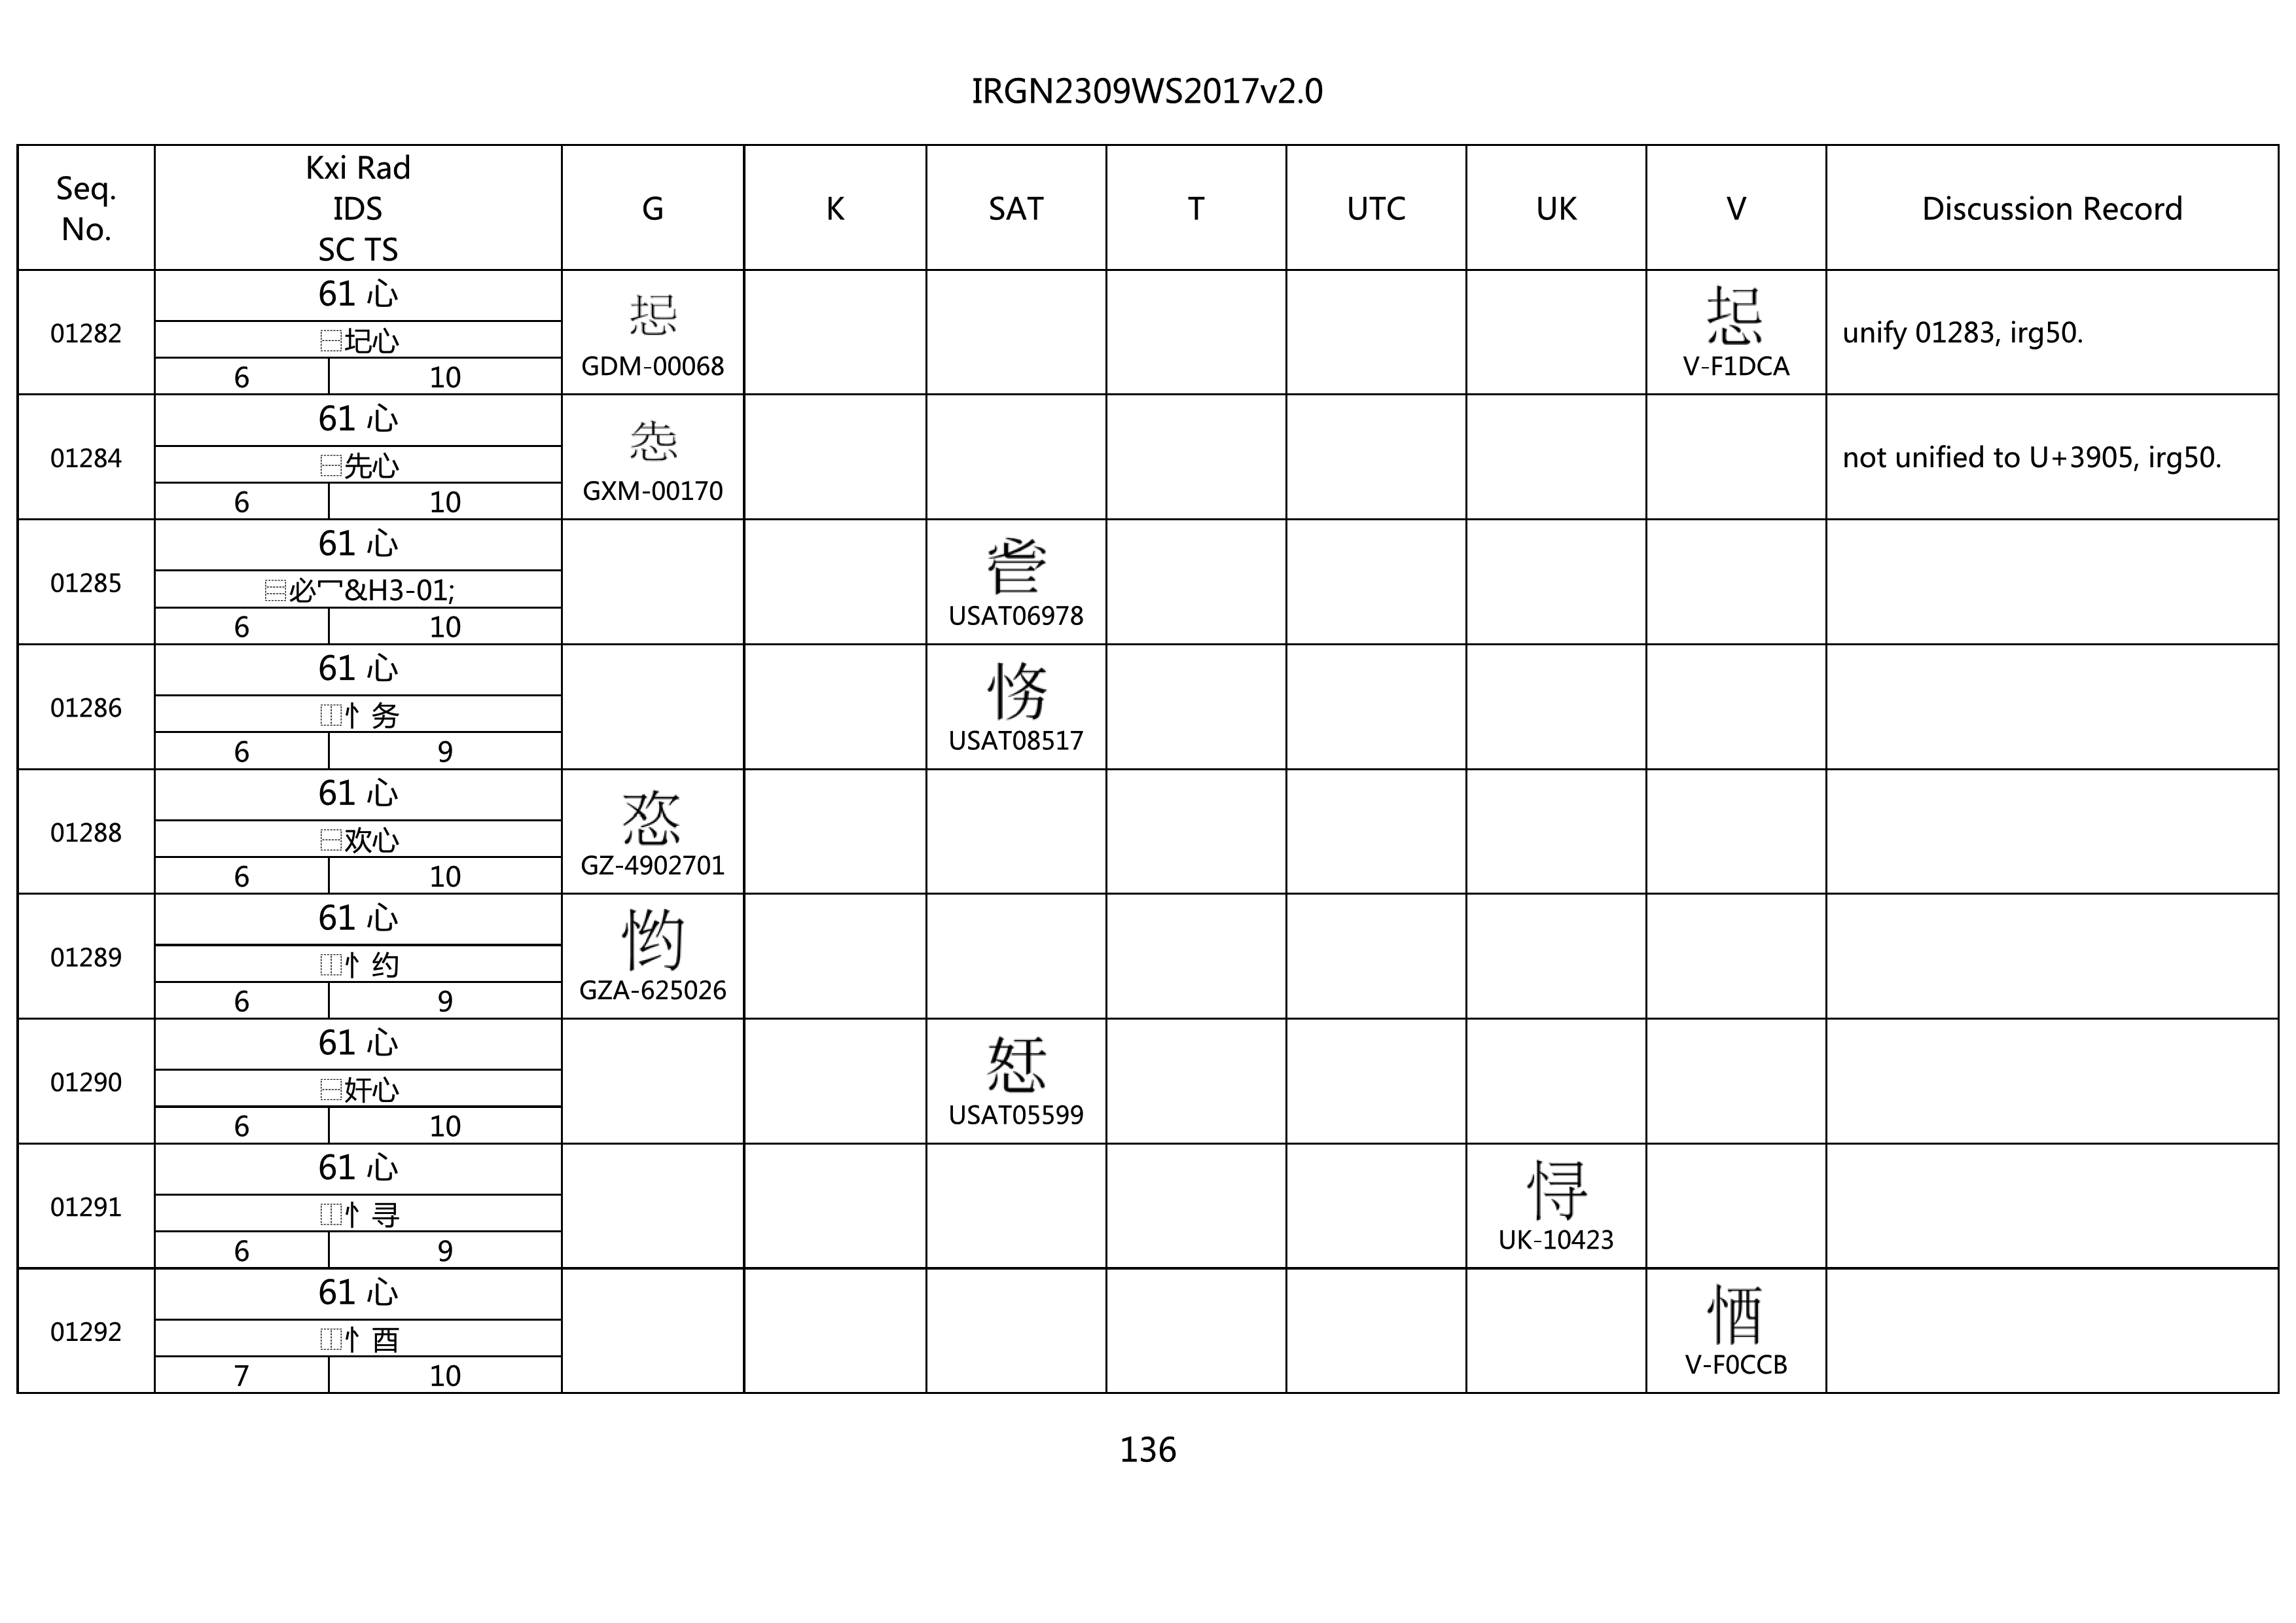 IRGN2309WS2017v2.0
Seq. No.
Kxi Rad
IDS
SC TS
G
K
SAT
T
UTC
UK
V
Discussion Record
01282
61 心
⿱圮心
6 10
GDM-00068
V-F1DCA
unify 01283, irg50.
01284
61 心
⿱先心
6 10
GXM-00170
not unified to U+3905, irg50.
01285
61 心
⿳必冖&H3-01;
6 10
USAT06978
01286
61 心
⿰忄务
6 9
USAT08517
01288
61 心
⿱欢心
6 10
GZ-4902701
01289
61 心
⿰忄约
6 9
GZA-625026
01290
61 心
⿱奸心
6 10
USAT05599
01291
61 心
⿰忄寻
6 9
UK-10423
01292
61 心
⿰忄酉
7 10
V-F0CCB
136